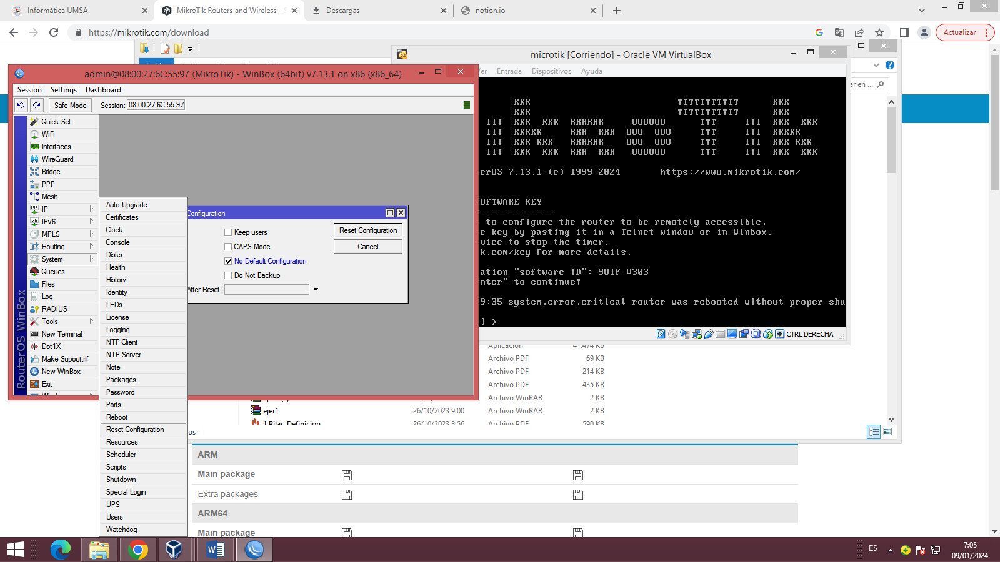 Informática UMSA
MikroTik Routers and Wireless - S
Descargas
notion.io
https://mikrotik.com/download
Actualizar
microtik [Corriendo] - Oracle VM VirtualBox
admin@08:00:27:6C:55:97 (MikroTik) - WinBox (64bit) v7.13.1 on x86 (x86_64)
Ver Entrada Dispositivos Ayuda
Session Settings Dashboard
Safe Mode Session: 08:00:27:6C:55:97
ar en ...
KKK TTTTTTTTTTT KKK
KKK TTTTTTTTTTT KKK
III KKK KKK RRRRRR OOOOOO TTT III KKK KKK
III KKKKK RRR RRR OOO OOO TTT III KKKKK
III KKK KKK RRRRRR OOO OOO TTT III KKK KKK
III KKK KKK RRR RRR OOOOOO TTT III KKK KKK
erOS 7.13.1 (c) 1999-2024 https://www.mikrotik.com/
OFTWARE KEY
--------------
to configure the router to be remotely accessible,
e key by pasting it in a Telnet window or in Winbox.
evice to stop the timer.
k.com/key for more details.
ation "software ID": 9UIF-V303
nter" to continue!
59:35 system,error,critical router was rebooted without proper shu
] >
CTRL DERECHA
RouterOS WinBox
Quick Set
WiFi
Interfaces
WireGuard
Bridge
PPP
Mesh
IP
IPv6
MPLS
Routing
System
Queues
Files
Log
RADIUS
Tools
New Terminal
Dot1X
Make Supout.rif
New WinBox
Exit
Auto Upgrade
Certificates
Clock
Console
Disks
Health
History
Identity
LEDs
License
Logging
NTP Client
NTP Server
Note
Packages
Password
Ports
Reboot
Reset Configuration
Resources
Scheduler
Scripts
Shutdown
Special Login
UPS
Users
Watchdog
Configuration
Keep users
CAPS Mode
No Default Configuration
Do Not Backup
After Reset:
Reset Configuration
Cancel
Aplicación 41.474 KB
Archivo PDF 69 KB
Archivo PDF 214 KB
Archivo PDF 435 KB
Archivo WinRAR 2 KB
ejer1 26/10/2023 9:00 Archivo WinRAR 2 KB
1.Pilas Definicion 26/10/2023 8:56 Archivo PDF 590 KB
os
ARM
Main package
Extra packages
ARM64
Main package
ES
7:05
09/01/2024